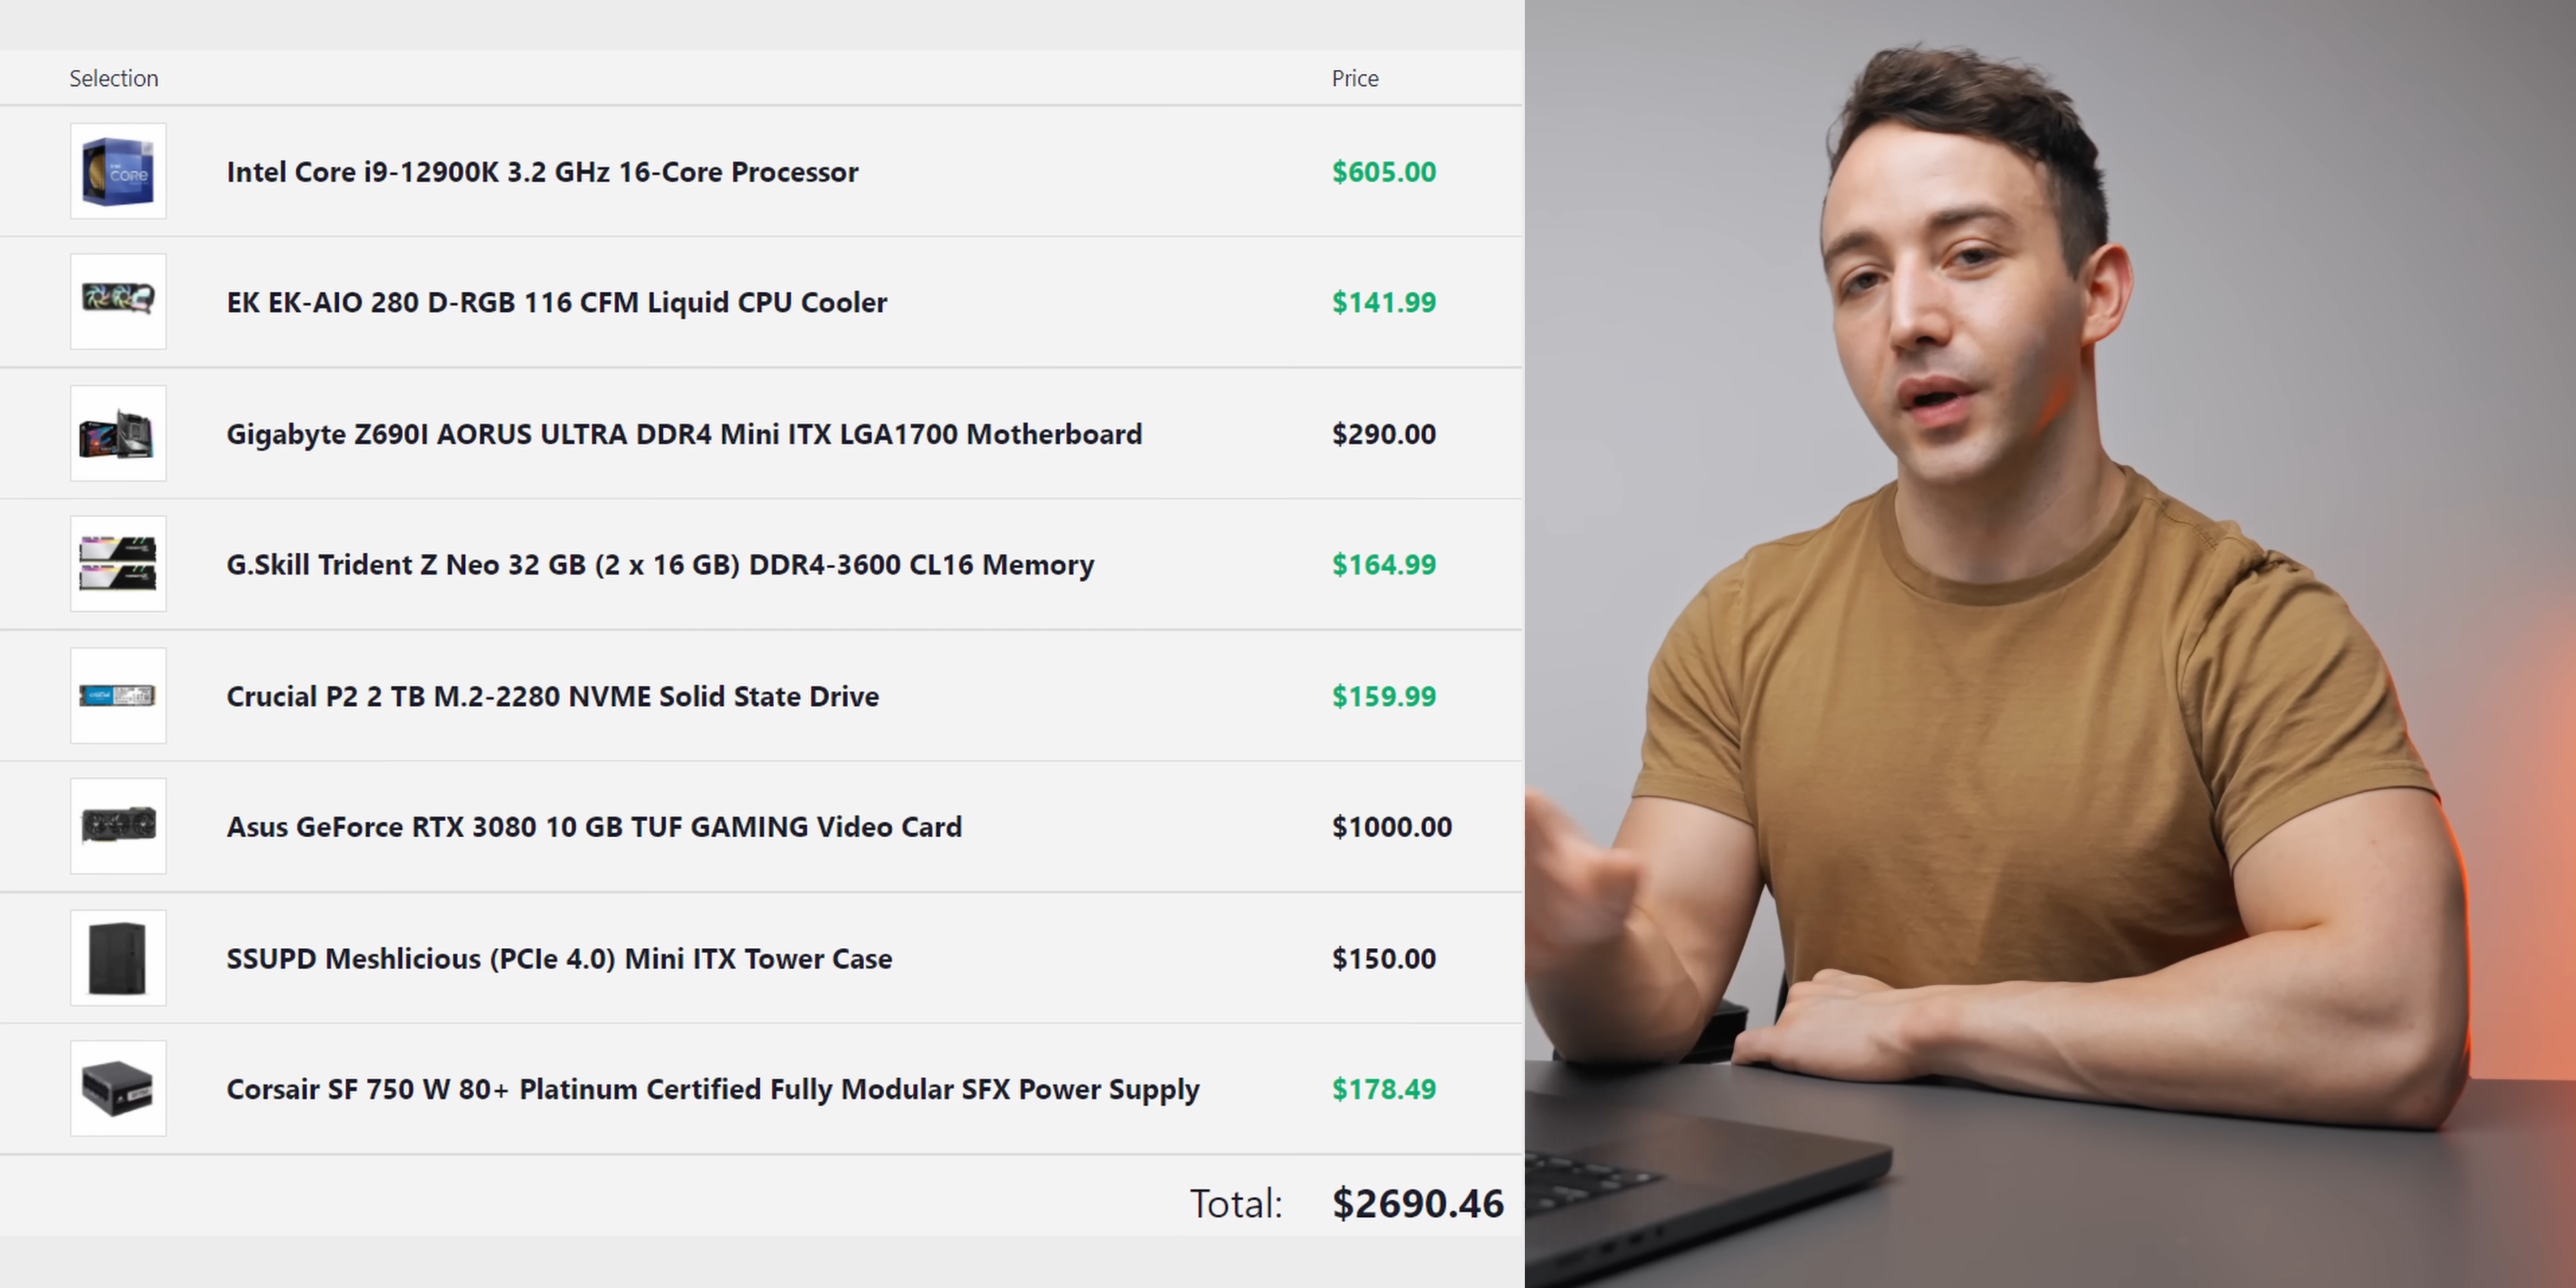 Selection Price
Intel Core i9-12900K 3.2 GHz 16-Core Processor $605.00
EK EK-AIO 280 D-RGB 116 CFM Liquid CPU Cooler $141.99
Gigabyte Z690I AORUS ULTRA DDR4 Mini ITX LGA1700 Motherboard $290.00
G.Skill Trident Z Neo 32 GB (2 x 16 GB) DDR4-3600 CL16 Memory $164.99
Crucial P2 2 TB M.2-2280 NVME Solid State Drive $159.99
Asus GeForce RTX 3080 10 GB TUF GAMING Video Card $1000.00
SSUPD Meshlicious (PCIe 4.0) Mini ITX Tower Case $150.00
Corsair SF 750 W 80+ Platinum Certified Fully Modular SFX Power Supply $178.49
Total: $2690.46
CORE